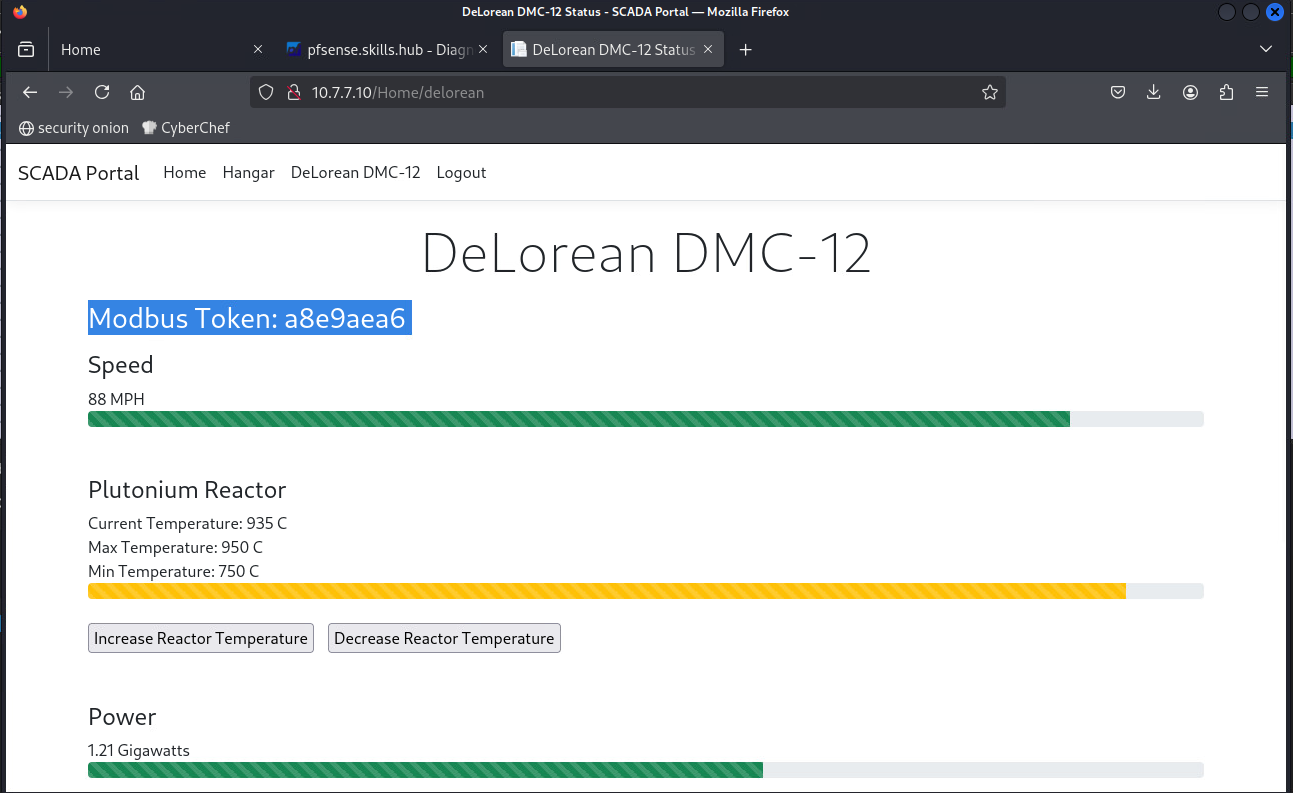 DeLorean DMC-12 Status - SCADA Portal — Mozilla Firefox
Home
pfsense.skills.hub - Diagn
DeLorean DMC-12 Status
10.7.7.10/Home/delorean
security onion CyberChef
SCADA Portal Home Hangar DeLorean DMC-12 Logout
DeLorean DMC-12
Modbus Token: a8e9aea6
Speed
88 MPH
Plutonium Reactor
Current Temperature: 935 C
Max Temperature: 950 C
Min Temperature: 750 C
Increase Reactor Temperature Decrease Reactor Temperature
Power
1.21 Gigawatts